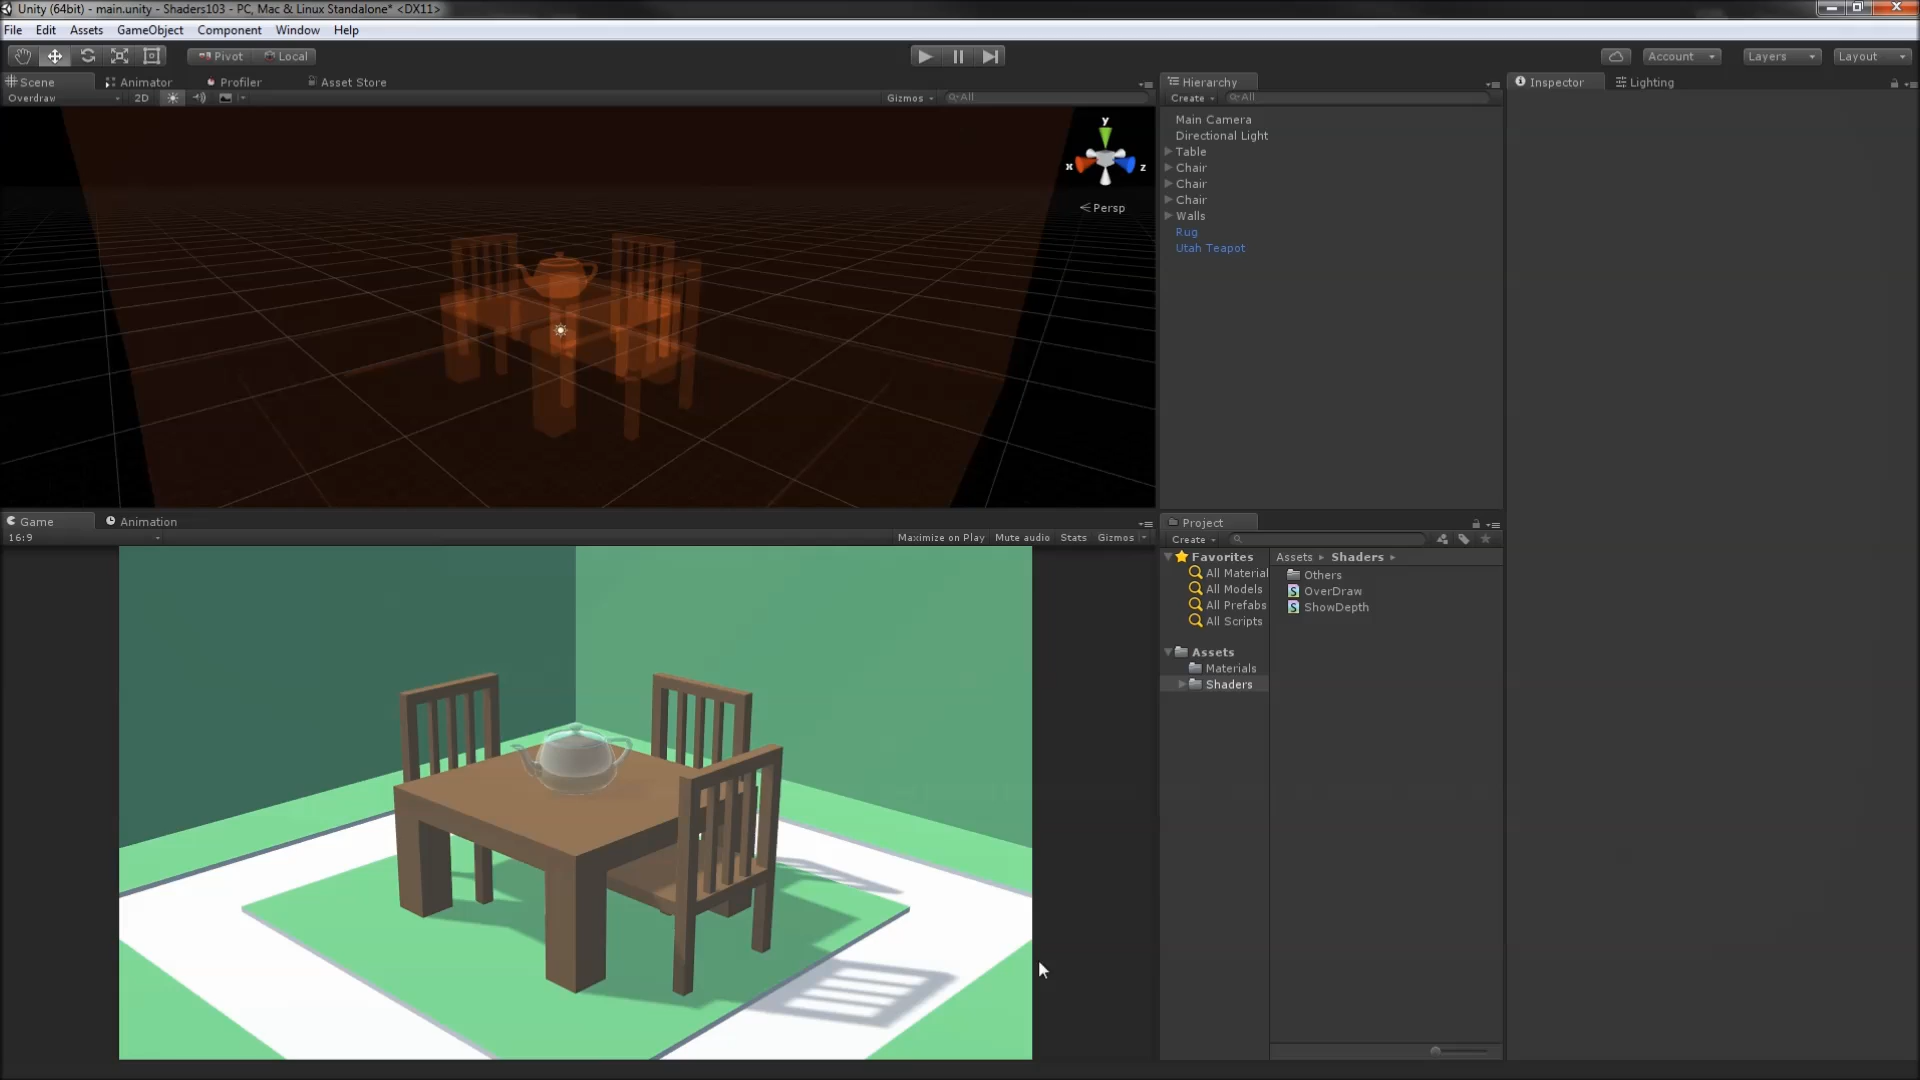 Unity (64bit) - main.unity - Shaders103 - PC, Mac & Linux Standalone* <DX11>
File Edit Assets GameObject Component Window Help
Pivot Local Account Layers Layout
Scene Animator Profiler Asset Store
Overdraw 2D Gizmos All
y
x z
Persp
Hierarchy
Create All
Main Camera
Directional Light
Table
Chair
Chair
Chair
Walls
Rug
Utah Teapot
Inspector Lighting
Game Animation
16:9 Maximize on Play Mute audio Stats Gizmos
Project
Create
Favorites
All Material
All Models
All Prefabs
All Scripts
Assets
Materials
Shaders
Assets Shaders
Others
S OverDraw
S ShowDepth